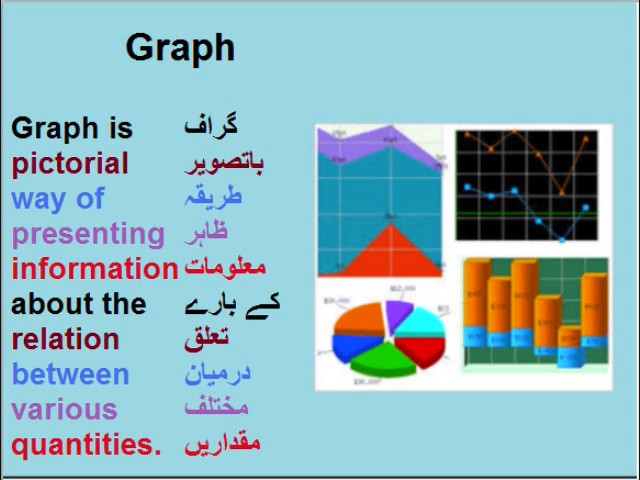 Graph
Graph is گراف
pictorial باتصویر
way of طریقہ
presenting ظاہر
information معلومات
about the کے بارے
relation تعلق
between درمیان
various مختلف
quantities. مقداریں